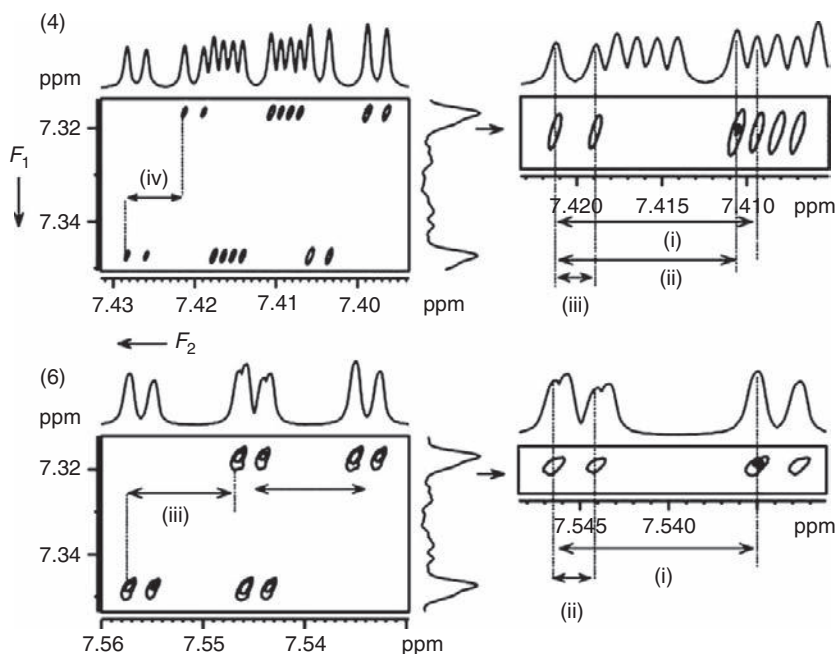 (4)
ppm
F1
7.32
7.34
(iv)
7.43 7.42 7.41 7.40 ppm
F2
7.420 7.415 7.410 ppm
(i)
(ii)
(iii)
(6)
ppm
7.32
7.34
(iii)
7.56 7.55 7.54 ppm
7.545 7.540 ppm
(i)
(ii)